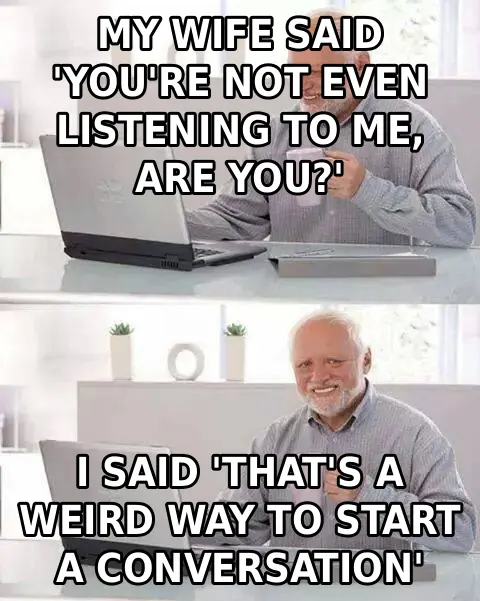 MY WIFE SAID
'YOU'RE NOT EVEN
LISTENING TO ME,
ARE YOU?'
I SAID 'THAT'S A
WEIRD WAY TO START
A CONVERSATION'